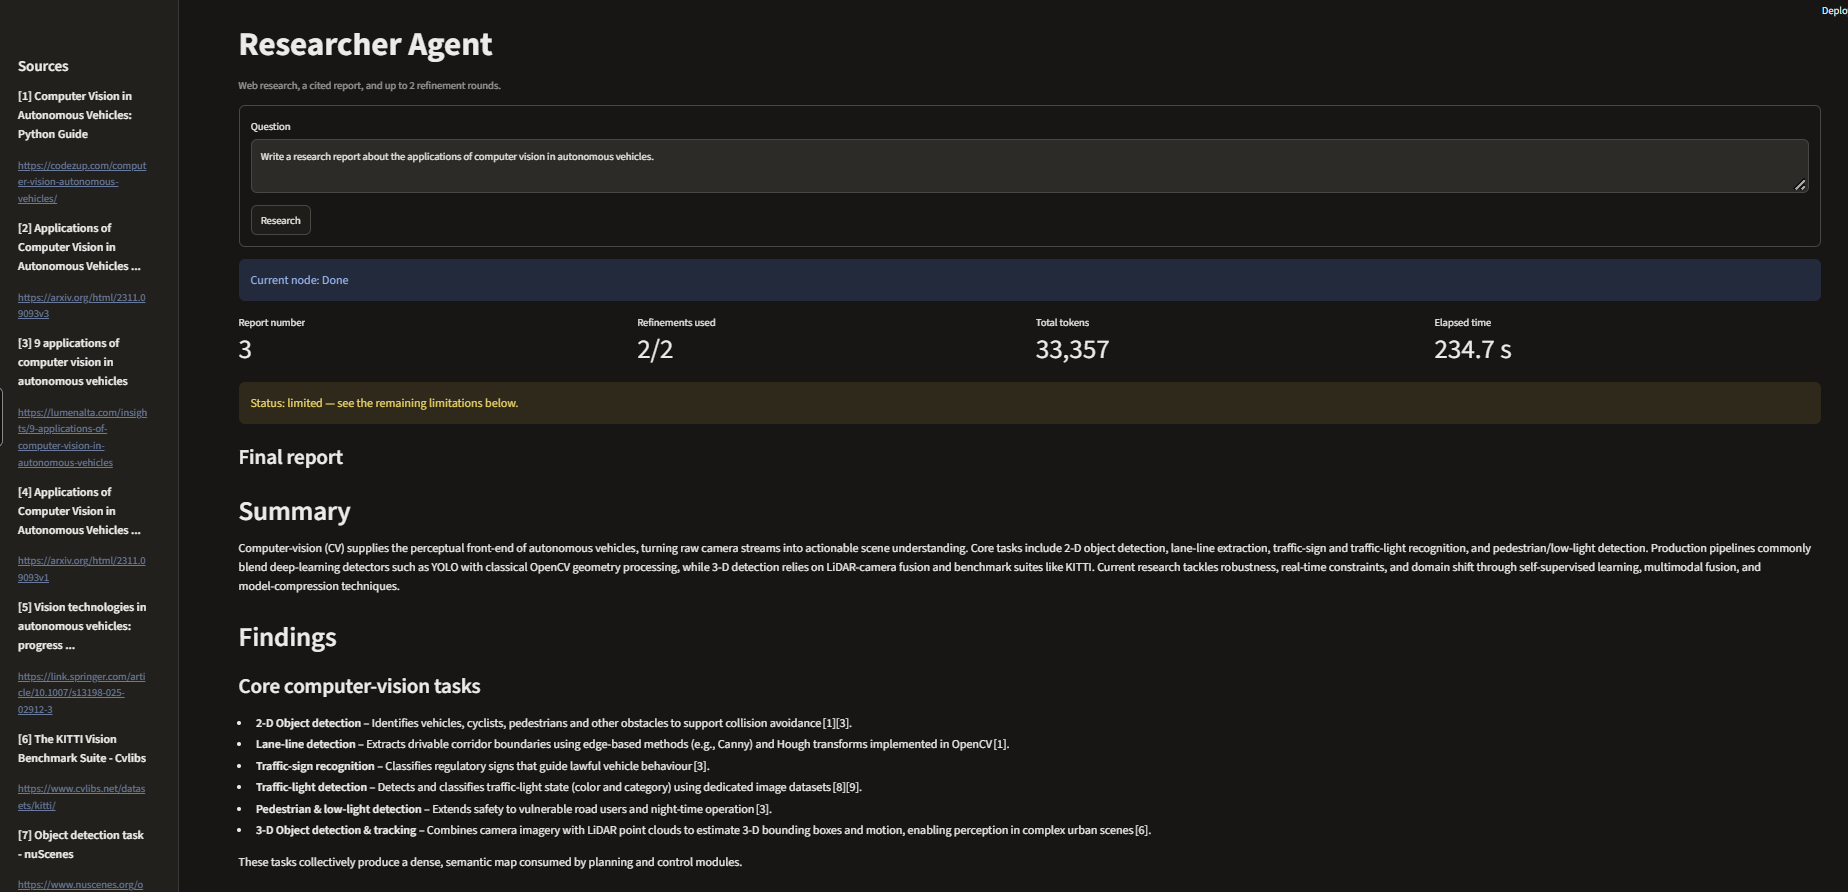 Deplo
Sources
[1] Computer Vision in
Autonomous Vehicles:
Python Guide
https://codezup.com/comput
er-vision-autonomous-
vehicles/
[2] Applications of
Computer Vision in
Autonomous Vehicles ...
https://arxiv.org/html/2311.0
9093v3
[3] 9 applications of
computer vision in
autonomous vehicles
https://lumenalta.com/insigh
ts/9-applications-of-
computer-vision-in-
autonomous-vehicles
[4] Applications of
Computer Vision in
Autonomous Vehicles ...
https://arxiv.org/html/2311.0
9093v1
[5] Vision technologies in
autonomous vehicles:
progress ...
https://link.springer.com/arti
cle/10.1007/s13198-025-
02912-3
[6] The KITTI Vision
Benchmark Suite - Cvlibs
https://www.cvlibs.net/datas
ets/kitti/
[7] Object detection task
- nuScenes
https://www.nuscenes.org/o
Researcher Agent
Web research, a cited report, and up to 2 refinement rounds.
Question
Write a research report about the applications of computer vision in autonomous vehicles.
Research
Current node: Done
Report number
3
Refinements used
2/2
Total tokens
33,357
Elapsed time
234.7 s
Status: limited — see the remaining limitations below.
Final report
Summary
Computer-vision (CV) supplies the perceptual front-end of autonomous vehicles, turning raw camera streams into actionable scene understanding. Core tasks include 2-D object detection, lane-line extraction, traffic-sign and traffic-light recognition, and pedestrian/low-light detection. Production pipelines commonly
blend deep-learning detectors such as YOLO with classical OpenCV geometry processing, while 3-D detection relies on LiDAR-camera fusion and benchmark suites like KITTI. Current research tackles robustness, real-time constraints, and domain shift through self-supervised learning, multimodal fusion, and
model-compression techniques.
Findings
Core computer-vision tasks
• 2-D Object detection – Identifies vehicles, cyclists, pedestrians and other obstacles to support collision avoidance [1][3].
• Lane-line detection – Extracts drivable corridor boundaries using edge-based methods (e.g., Canny) and Hough transforms implemented in OpenCV [1].
• Traffic-sign recognition – Classifies regulatory signs that guide lawful vehicle behaviour [3].
• Traffic-light detection – Detects and classifies traffic-light state (color and category) using dedicated image datasets [8][9].
• Pedestrian & low-light detection – Extends safety to vulnerable road users and night-time operation [3].
• 3-D Object detection & tracking – Combines camera imagery with LiDAR point clouds to estimate 3-D bounding boxes and motion, enabling perception in complex urban scenes [6].
These tasks collectively produce a dense, semantic map consumed by planning and control modules.